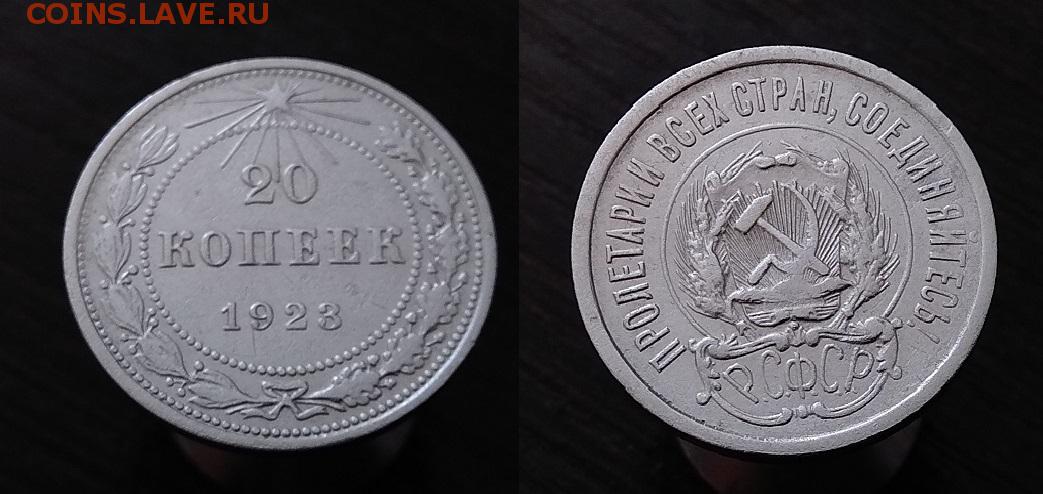 COINS.LAVE.RU
20
КОПЕЕК
1923
ПРОЛЕТАРИИ ВСЕХ СТРАН, СОЕДИНЯЙТЕСЬ!
Р.С.Ф.С.Р.